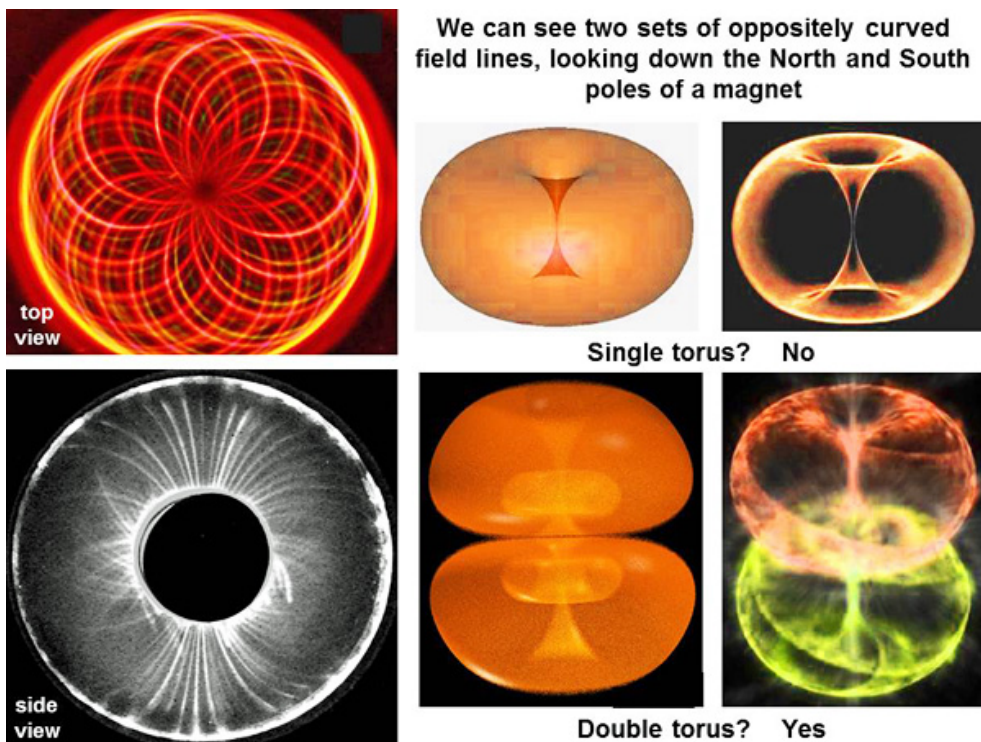 We can see two sets of oppositely curved
field lines, looking down the North and South
poles of a magnet
top
view
Single torus? No
side
view
Double torus? Yes